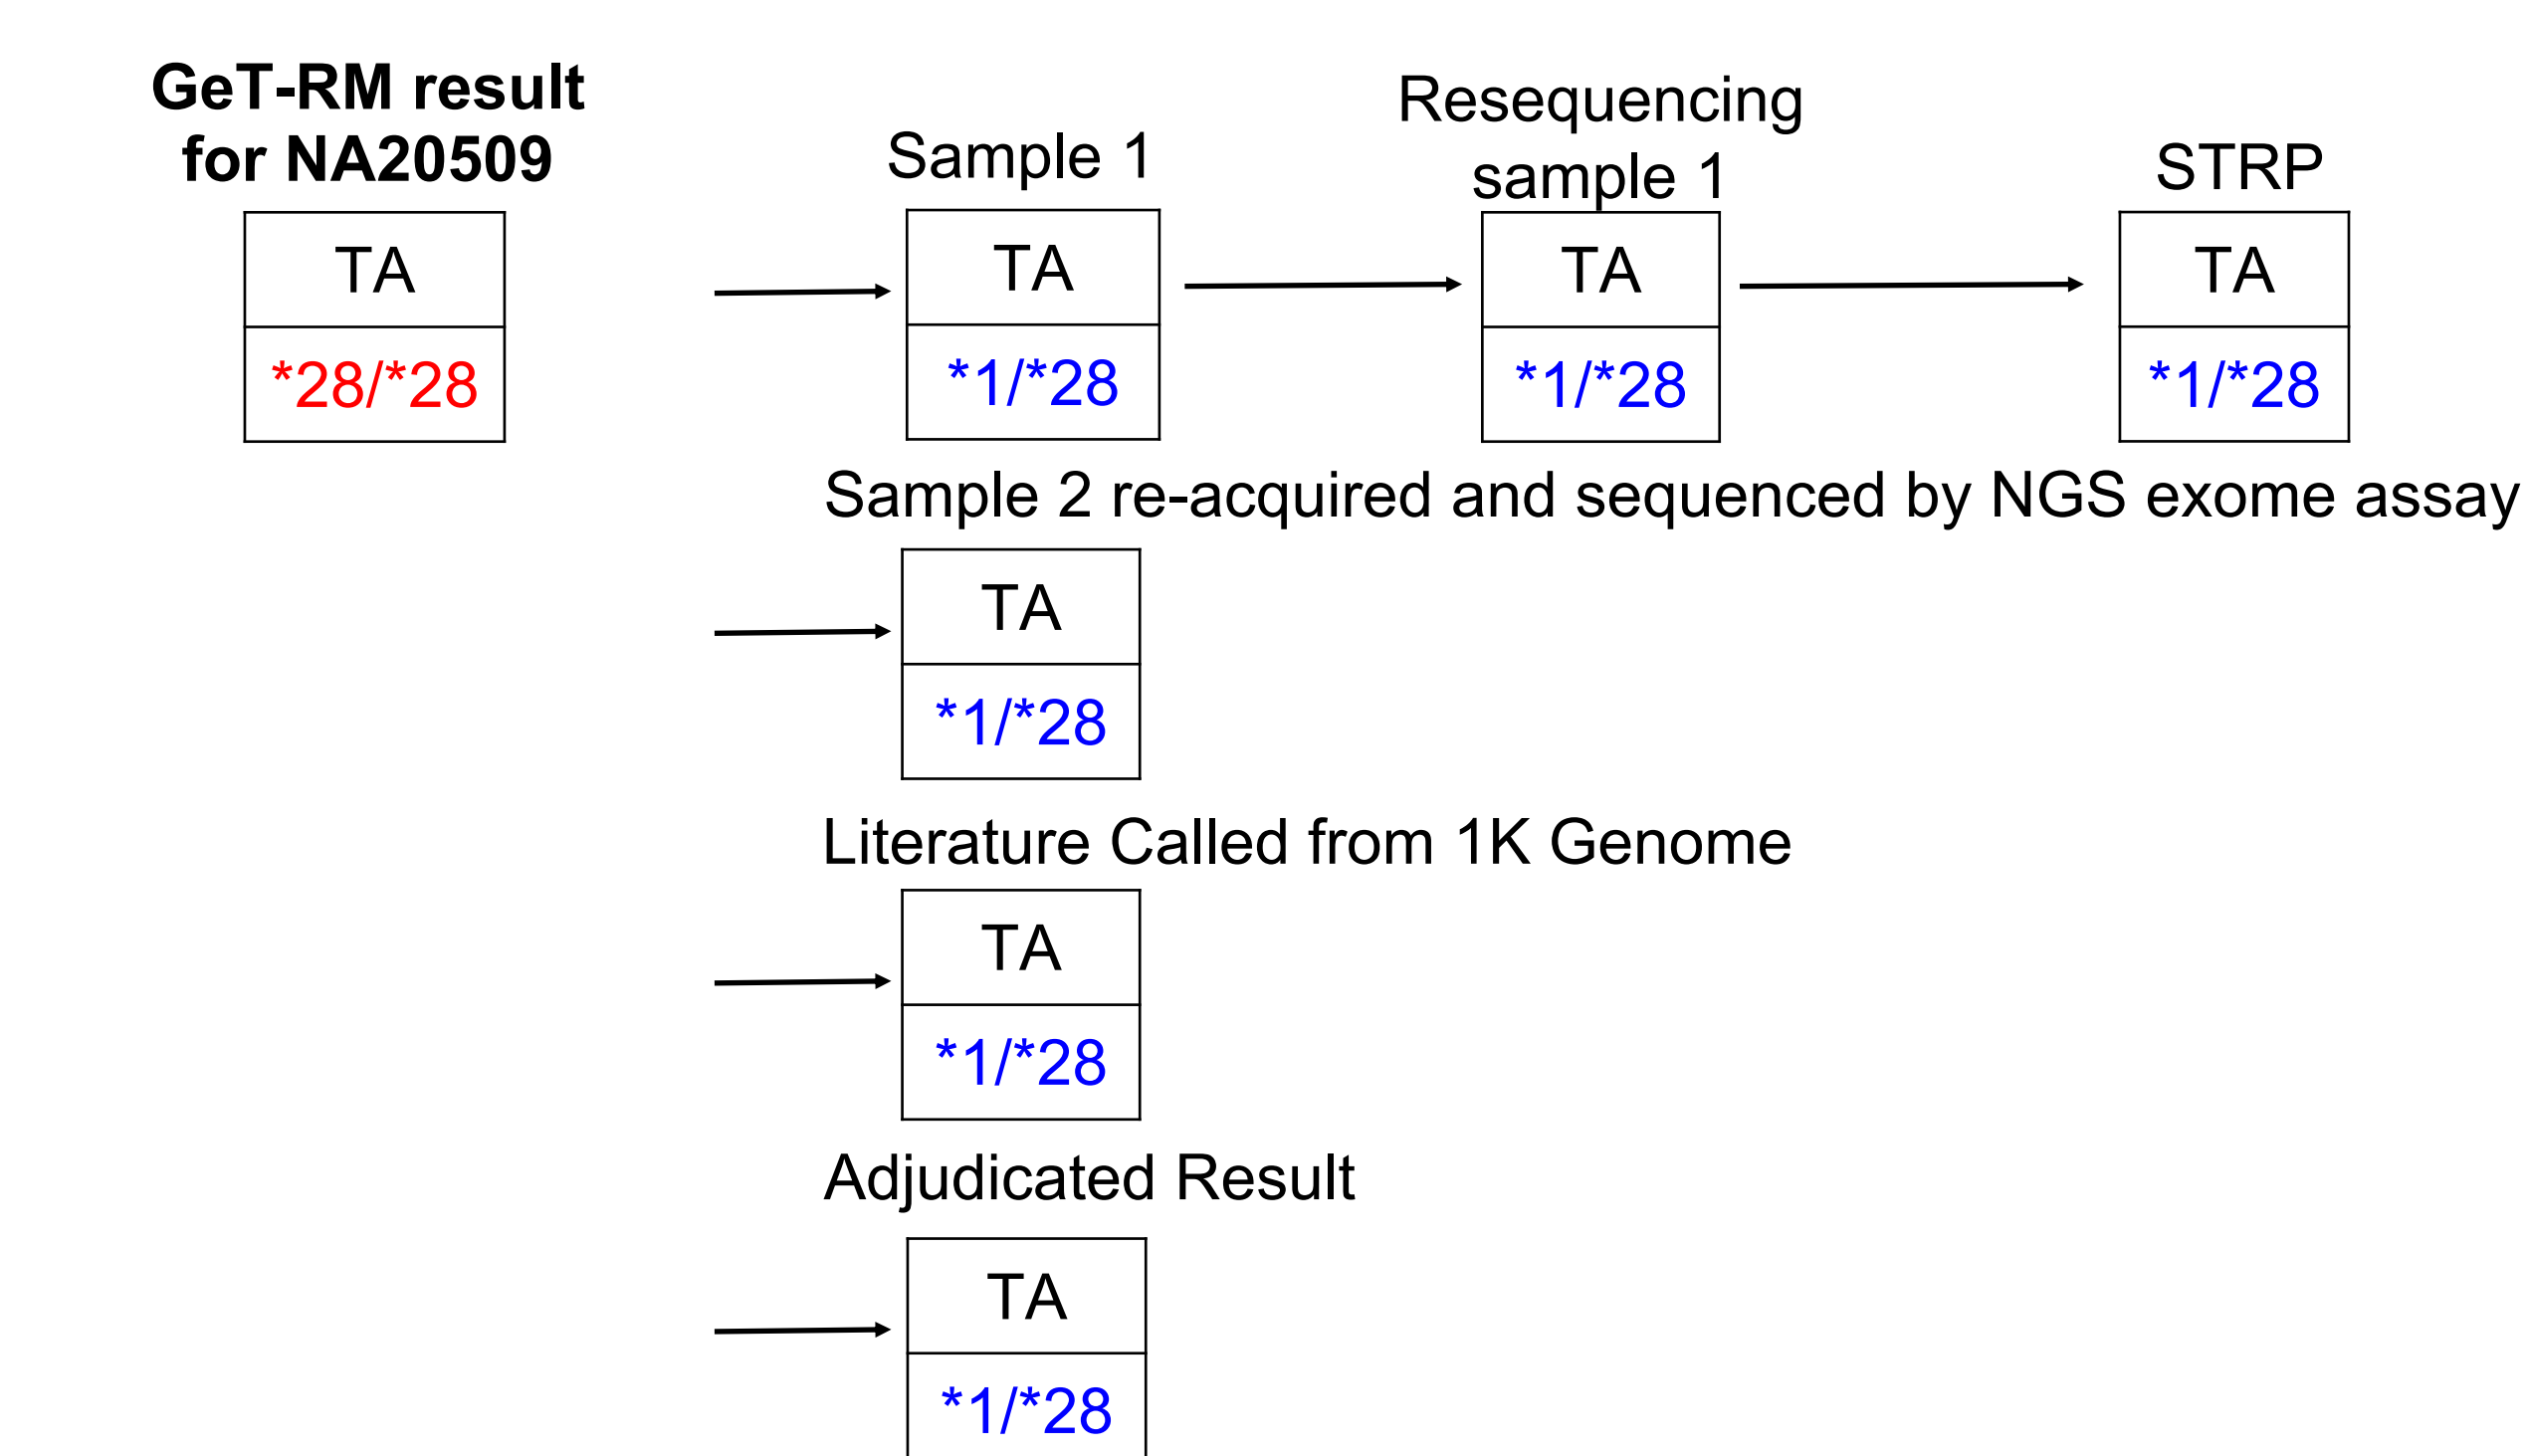 GeT-RM result
for NA20509
TA
*28/*28
Sample 1
TA
*1/*28
Resequencing
sample 1
TA
*1/*28
STRP
TA
*1/*28
Sample 2 re-acquired and sequenced by NGS exome assay
TA
*1/*28
Literature Called from 1K Genome
TA
*1/*28
Adjudicated Result
TA
*1/*28